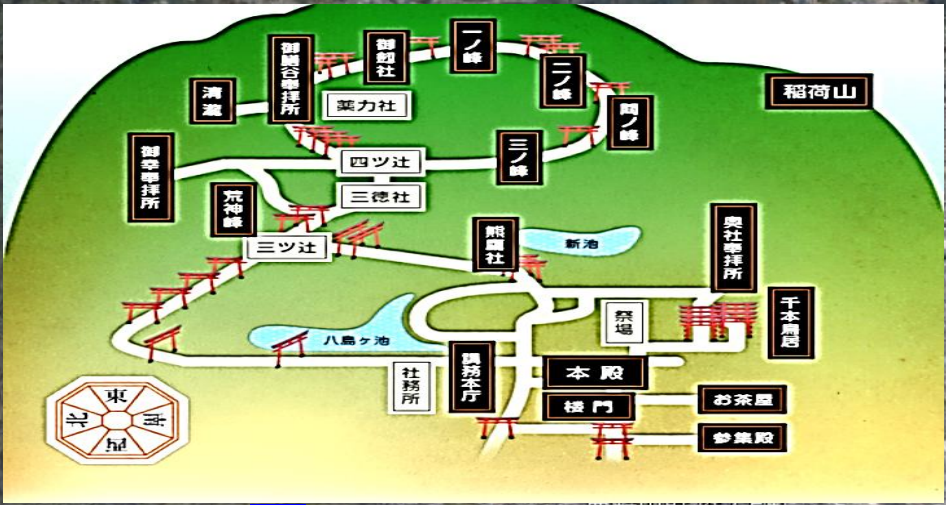 一ノ峰
御劔社
御膳谷奉拝所
二ノ峰
清瀧
薬力社
稲荷山
間ノ峰
御幸奉拝所
四ツ辻
三ノ峰
三徳社
荒神峰
三ツ辻
熊鷹社
新池
奥社奉拝所
千本鳥居
祭場
八島ヶ池
社務所
講務本庁
本殿
楼門
お茶屋
参集殿
東
北
南
西